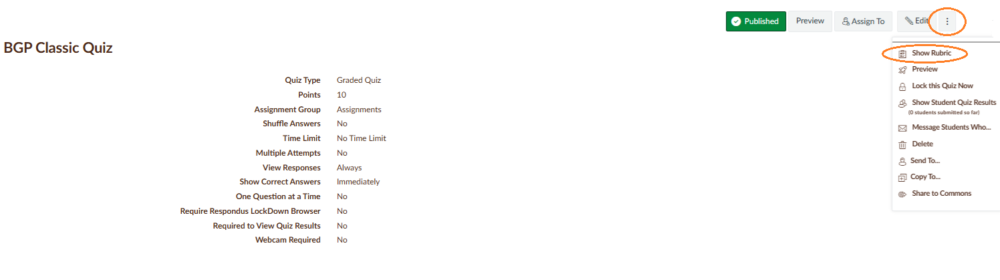 Published Preview Assign To Edit
BGP Classic Quiz
Show Rubric
Preview
Lock this Quiz Now
Show Student Quiz Results
(0 students submitted so far)
Message Students Who...
Delete
Send To...
Copy To...
Share to Commons
Quiz Type Graded Quiz
Points 10
Assignment Group Assignments
Shuffle Answers No
Time Limit No Time Limit
Multiple Attempts No
View Responses Always
Show Correct Answers Immediately
One Question at a Time No
Require Respondus LockDown Browser No
Required to View Quiz Results No
Webcam Required No